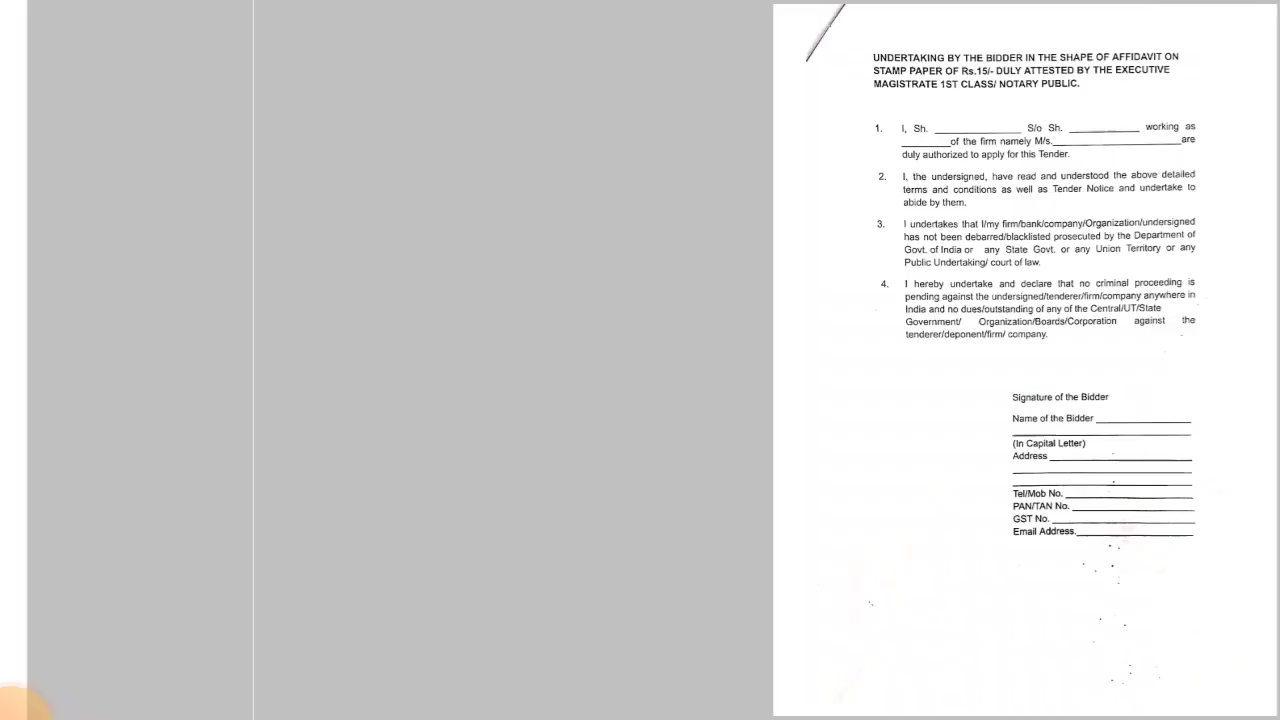 UNDERTAKING BY THE BIDDER IN THE SHAPE OF AFFIDAVIT ON
STAMP PAPER OF Rs.15/- DULY ATTESTED BY THE EXECUTIVE
MAGISTRATE 1ST CLASS/ NOTARY PUBLIC.
1. I, Sh. _______________ S/o Sh. ____________ working as
_________of the firm namely M/s.______________________are
duly authorized to apply for this Tender.
2. I, the undersigned, have read and understood the above detailed
terms and conditions as well as Tender Notice and undertake to
abide by them.
3. I undertakes that I/my firm/bank/company/Organization/undersigned
has not been debarred/blacklisted prosecuted by the Department of
Govt. of India or any State Govt. or any Union Territory or any
Public Undertaking/ court of law.
4. I hereby undertake and declare that no criminal proceeding is
pending against the undersigned/tenderer/firm/company anywhere in
India and no dues/outstanding of any of the Central/UT/State
Government/ Organization/Boards/Corporation against the
tenderer/deponent/firm/ company.
Signature of the Bidder
Name of the Bidder ________________
(In Capital Letter)
Address ________________________
Tel/Mob No. ______________________
PAN/TAN No. _____________________
GST No. ________________________
Email Address.____________________